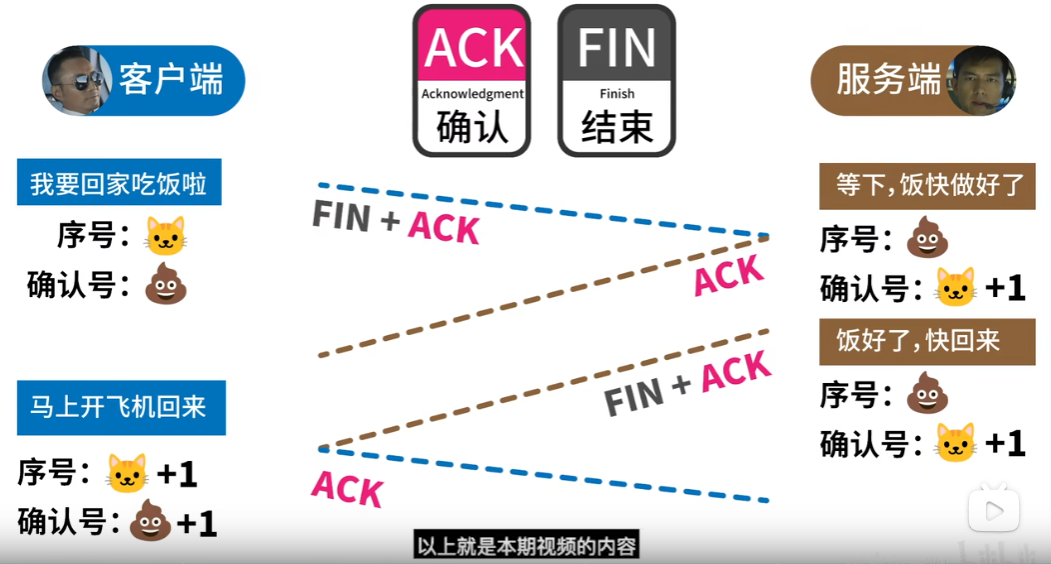 ACK
Acknowledgment
确认
FIN
Finish
结束
客户端
服务端
我要回家吃饭啦
序号：
确认号：
FIN + ACK
等下，饭快做好了
序号：
确认号： +1
ACK
饭好了，快回来
序号：
确认号： +1
FIN + ACK
马上开飞机回来
序号： +1
确认号： +1
ACK
以上就是本期视频的内容